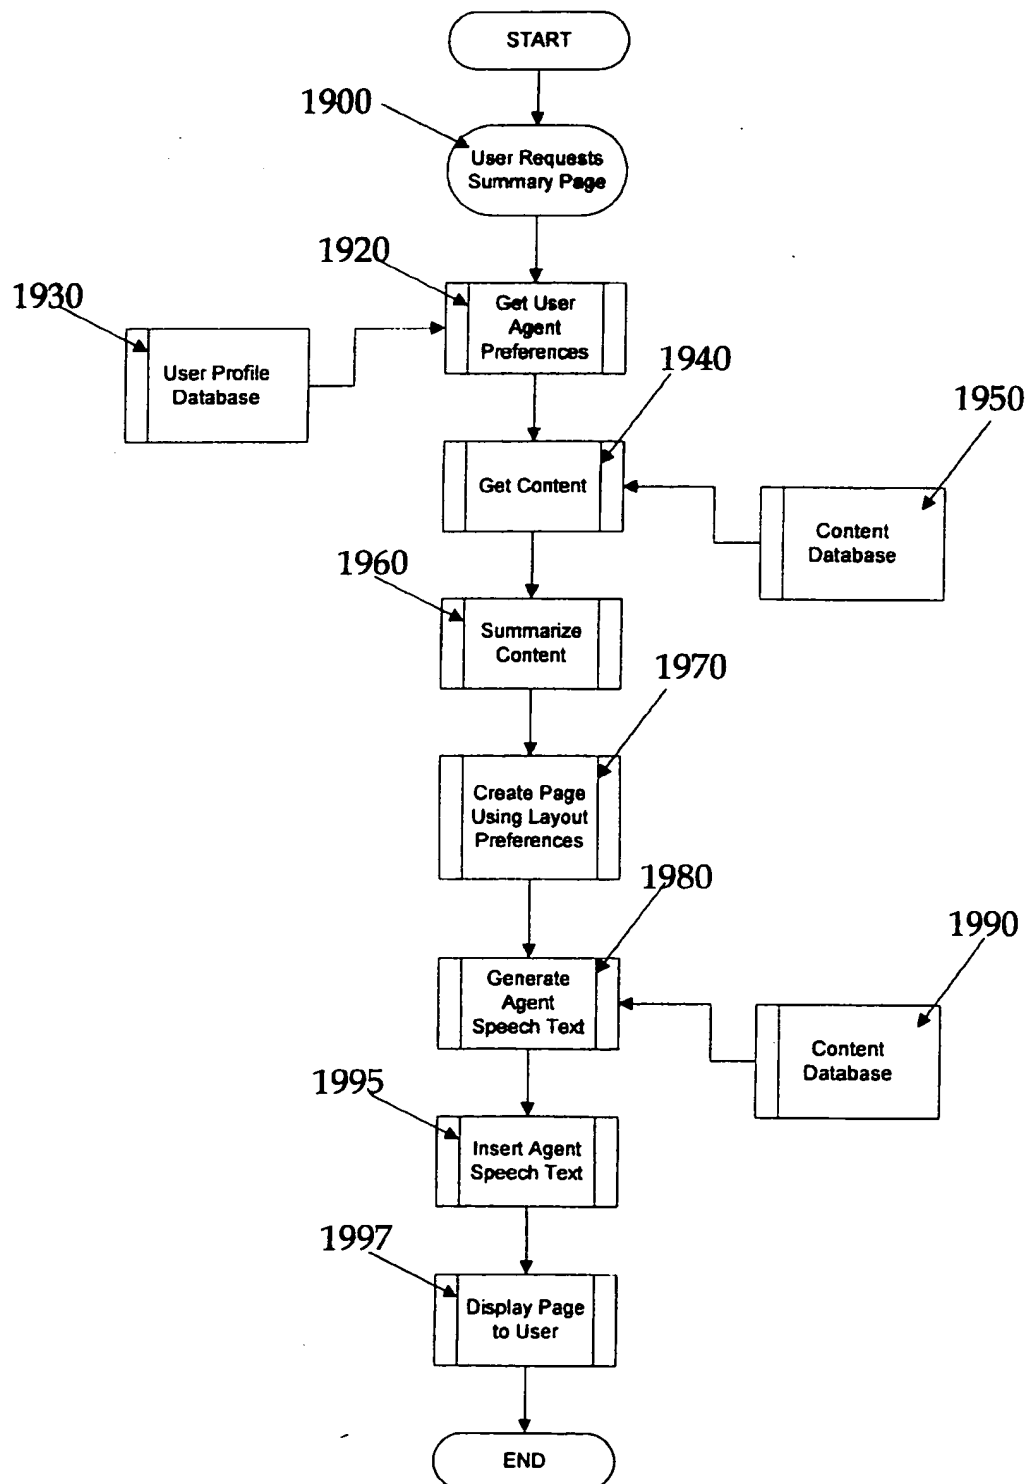 START
1900
User Requests
Summary Page
1920
Get User
Agent
Preferences
1930
User Profile
Database
1940
Get Content
1950
Content
Database
1960
Summarize
Content
1970
Create Page
Using Layout
Preferences
1980
Generate
Agent
Speech Text
1990
Content
Database
1995
Insert Agent
Speech Text
1997
Display Page
to User
END